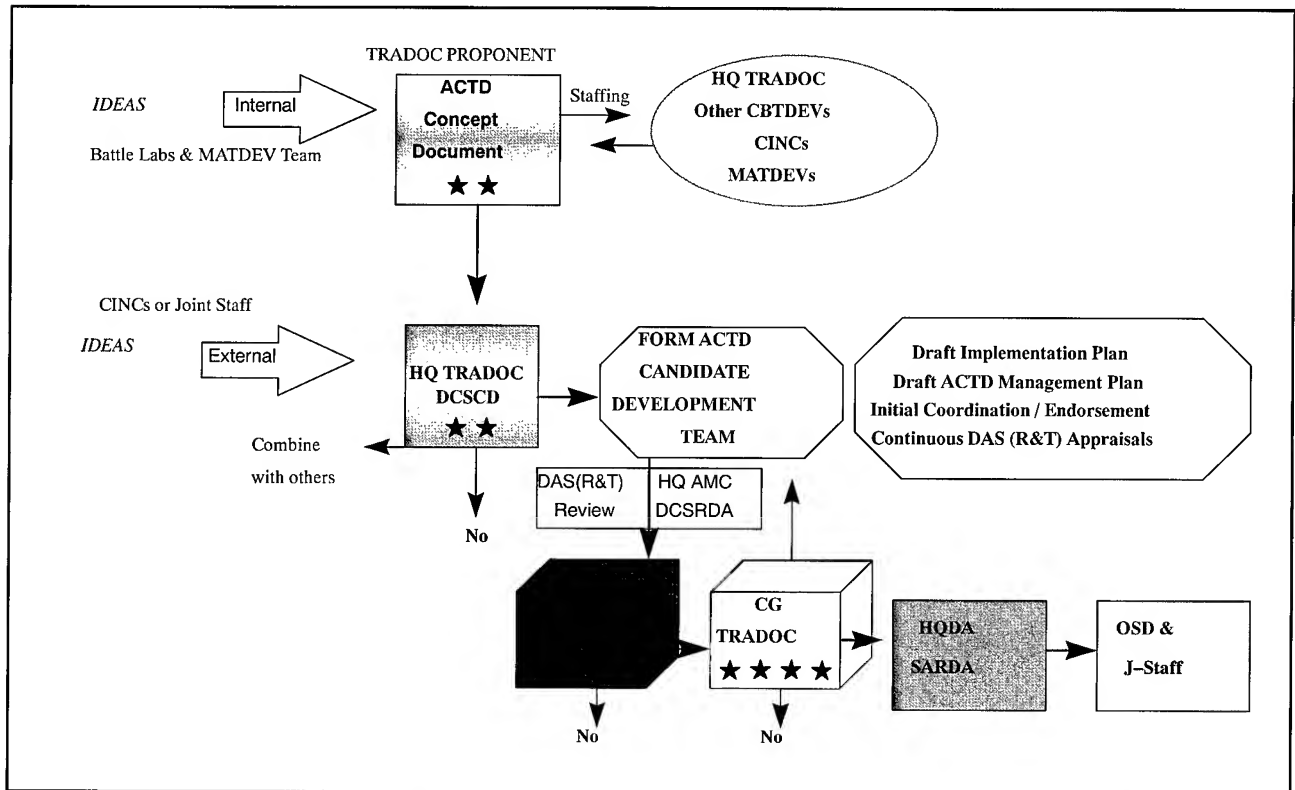 TRADOC PROPONENT
IDEAS
Internal
Battle Labs & MATDEV Team
ACTD
Concept
Document
Staffing
HQ TRADOC
Other CBTDEVs
CINCs
MATDEVs
CINCs or Joint Staff
IDEAS
External
HQ TRADOC
DCSCD
Combine
with others
No
FORM ACTD
CANDIDATE
DEVELOPMENT
TEAM
Draft Implementation Plan
Draft ACTD Management Plan
Initial Coordination / Endorsement
Continuous DAS (R&T) Appraisals
DAS(R&T)
Review
HQ AMC
DCSRDA
No
CG
TRADOC
No
HQDA
SARDA
OSD &
J–Staff